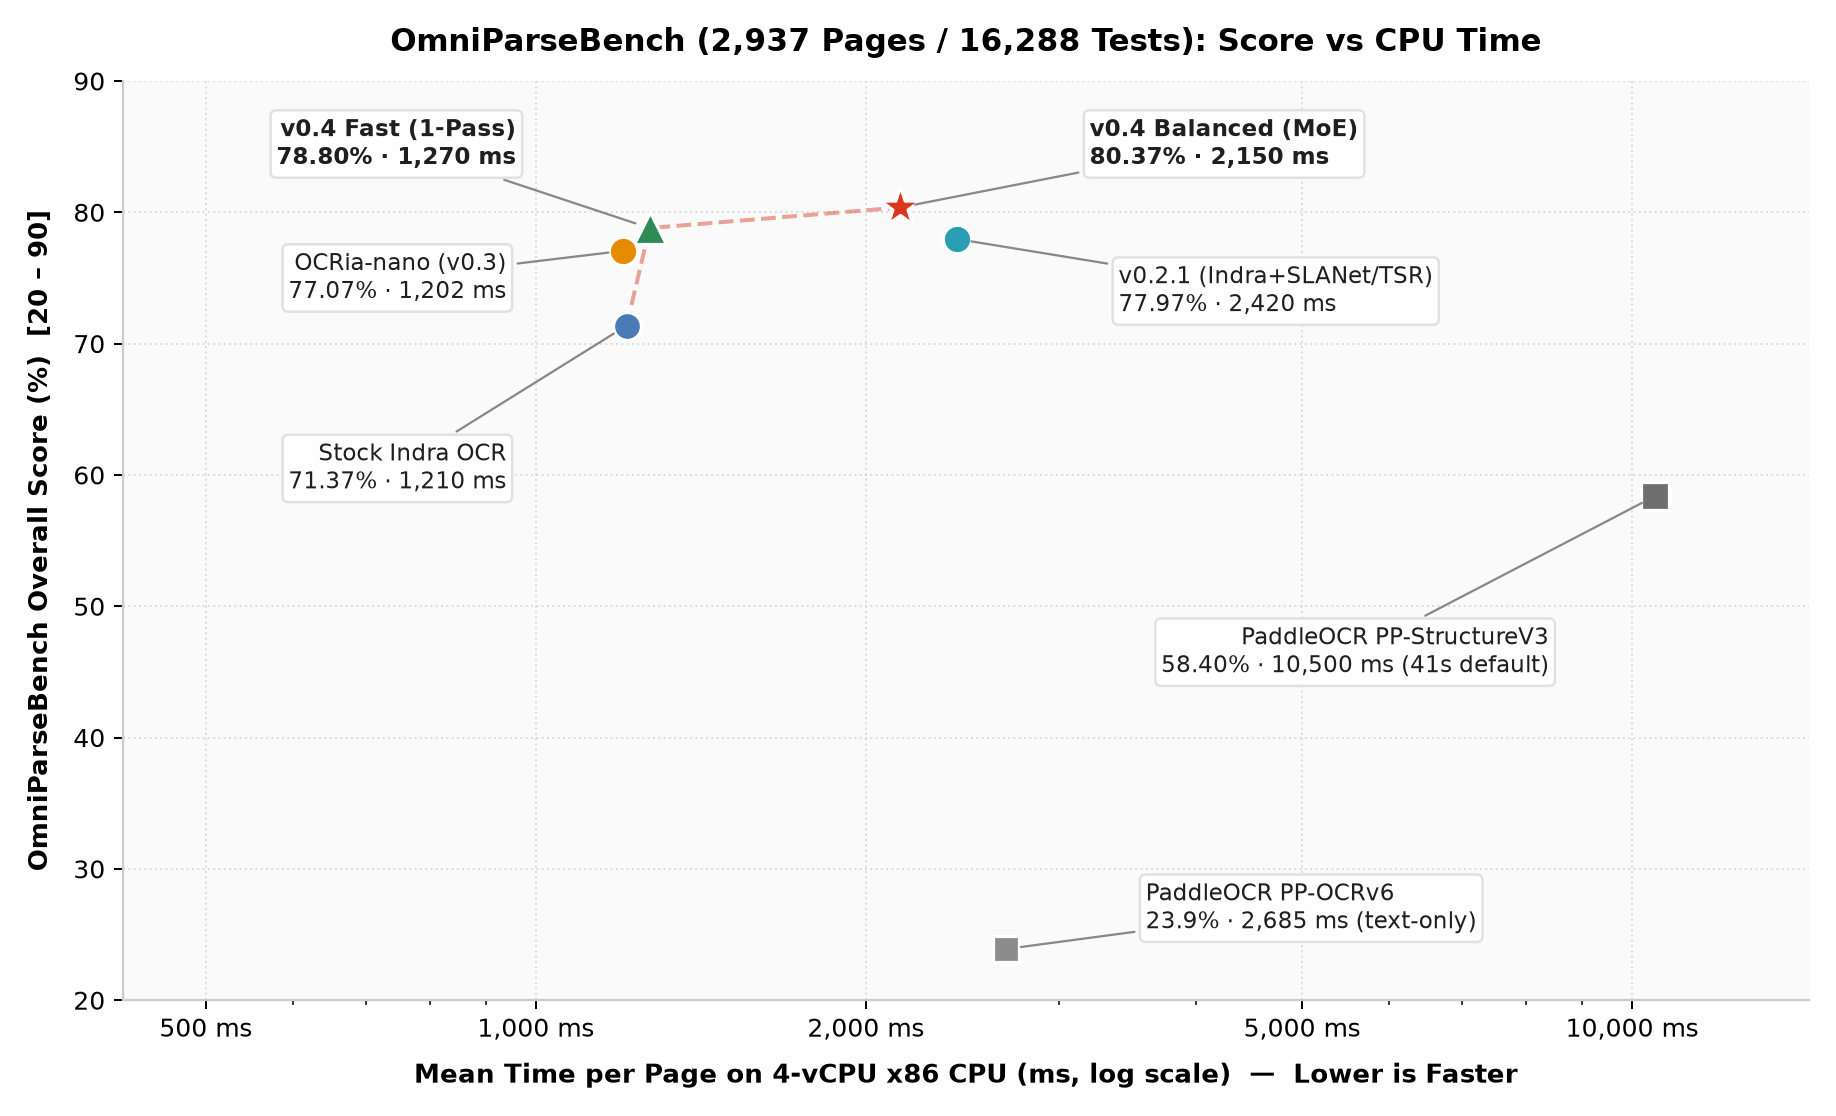 OmniParseBench (2,937 Pages / 16,288 Tests): Score vs CPU Time
OmniParseBench Overall Score (%)  [20 – 90]
90
80
70
60
50
40
30
20
v0.4 Fast (1-Pass)
78.80% · 1,270 ms
v0.4 Balanced (MoE)
80.37% · 2,150 ms
OCRia-nano (v0.3)
77.07% · 1,202 ms
v0.2.1 (Indra+SLANet/TSR)
77.97% · 2,420 ms
Stock Indra OCR
71.37% · 1,210 ms
PaddleOCR PP-StructureV3
58.40% · 10,500 ms (41s default)
PaddleOCR PP-OCRv6
23.9% · 2,685 ms (text-only)
500 ms
1,000 ms
2,000 ms
5,000 ms
10,000 ms
Mean Time per Page on 4-vCPU x86 CPU (ms, log scale)  —  Lower is Faster